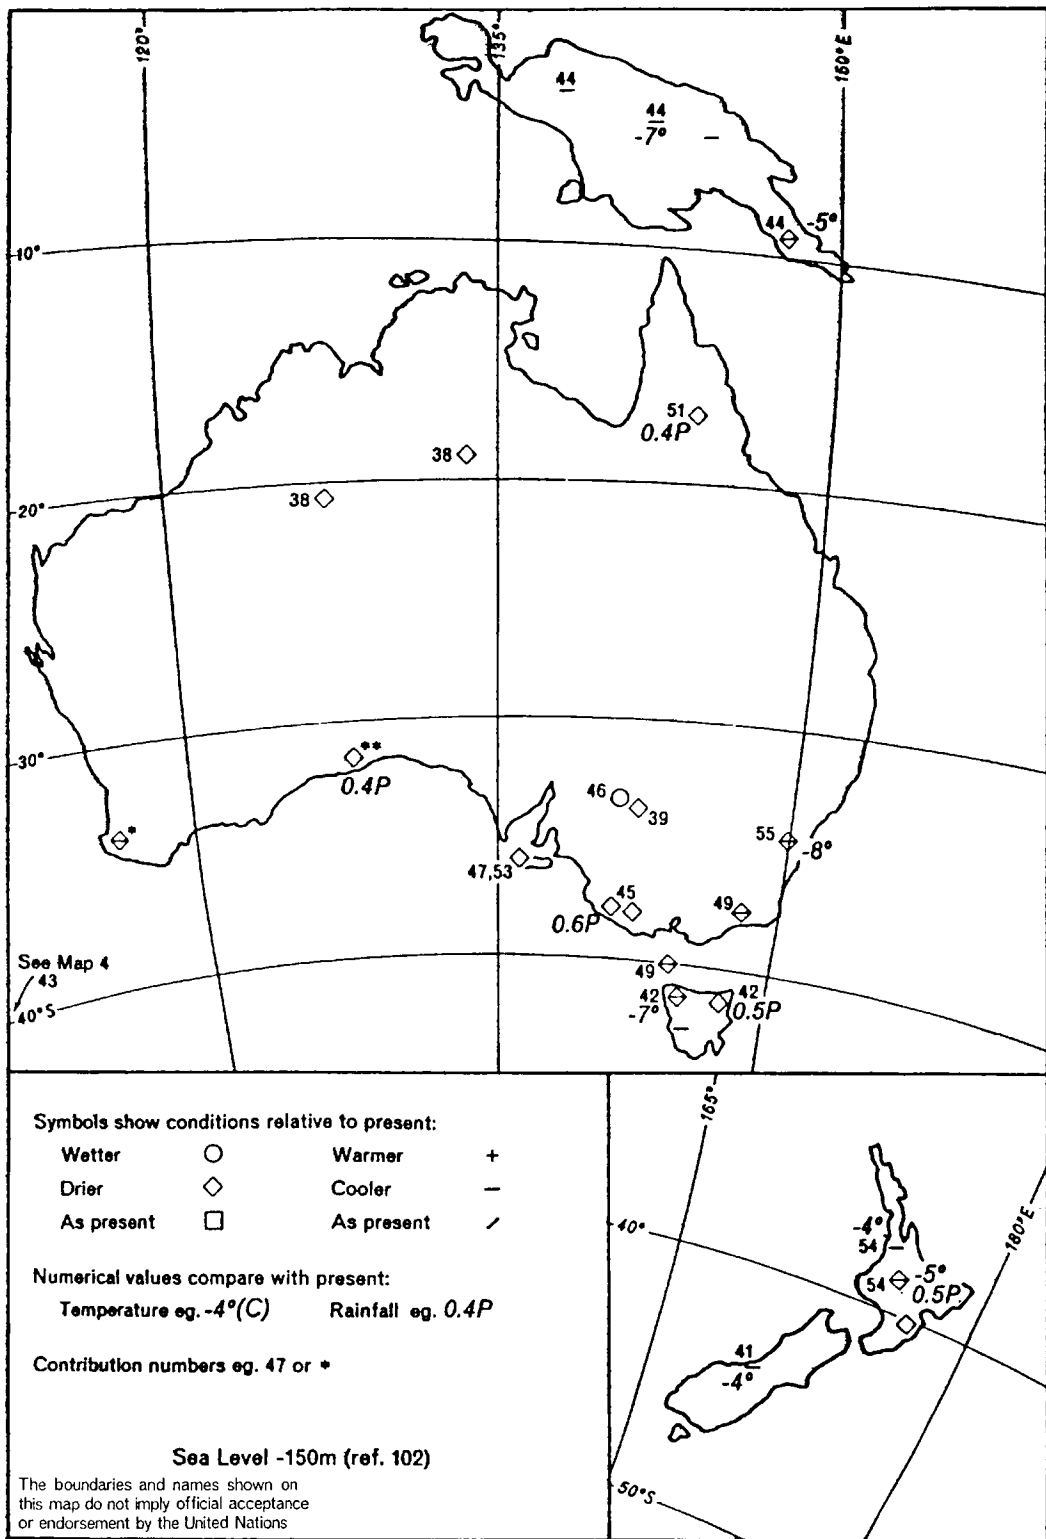 120°
135°
150°E
44
44
-7°
44
-5°
10°
51
0.4P
38
38
20°
**
30°
0.4P
*
46
39
55
-8°
47,53
45
0.6P
49
See Map 4
43
49
40°S
42
-7°
42
0.5P
Symbols show conditions relative to present:
Wetter ○ Warmer +
Drier ◇ Cooler −
As present □ As present ⁄
Numerical values compare with present:
Temperature eg. -4°(C) Rainfall eg. 0.4P
Contribution numbers eg. 47 or *
Sea Level -150m (ref. 102)
The boundaries and names shown on
this map do not imply official acceptance
or endorsement by the United Nations
165°
180°E
40°
-4°
54
54
-5°
0.5P
41
-4°
50°S